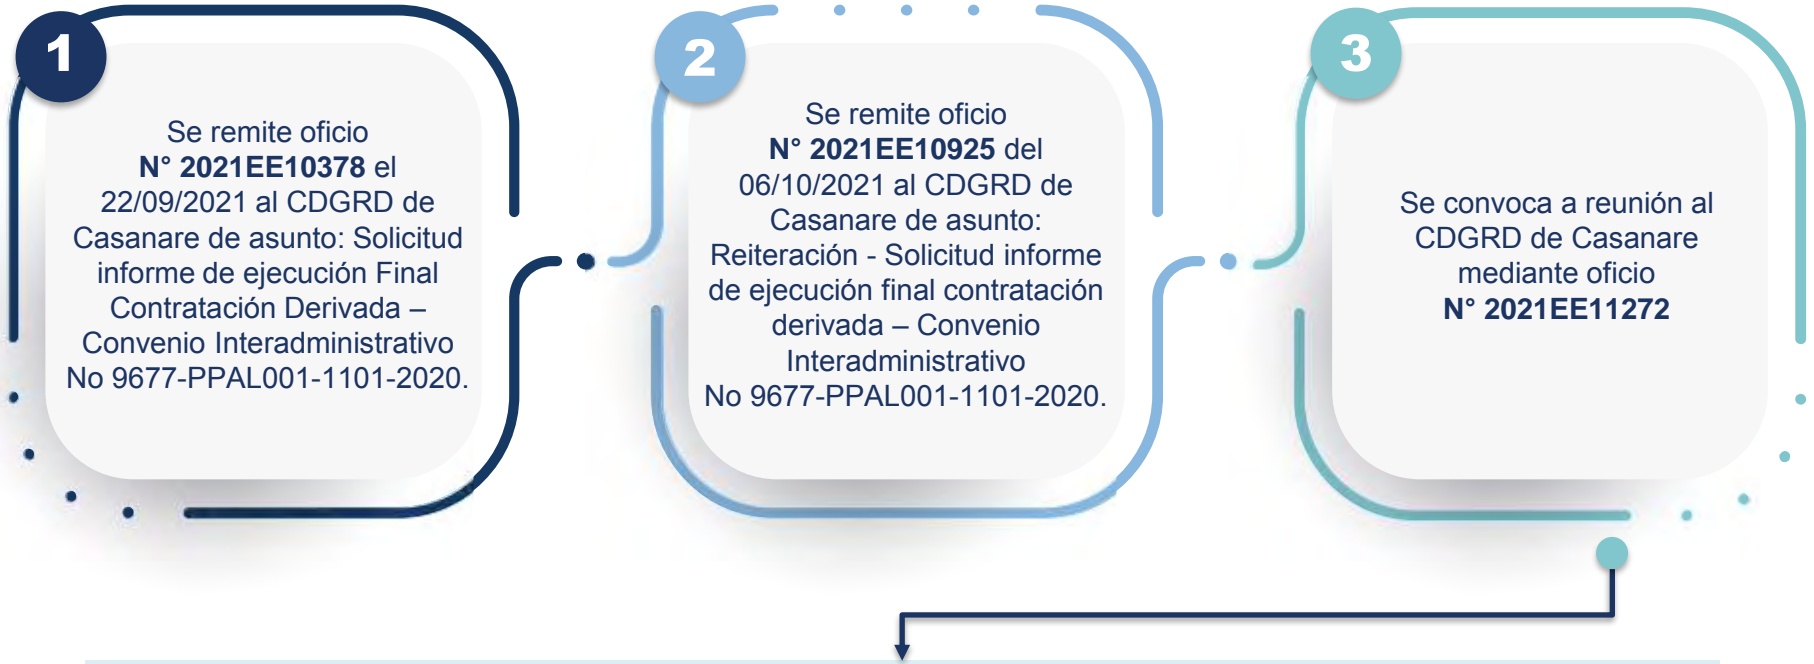 1
Se remite oficio
N° 2021EE10378 el
22/09/2021 al CDGRD de
Casanare de asunto: Solicitud
informe de ejecución Final
Contratación Derivada –
Convenio Interadministrativo
No 9677-PPAL001-1101-2020.
2
Se remite oficio
N° 2021EE10925 del
06/10/2021 al CDGRD de
Casanare de asunto:
Reiteración - Solicitud informe
de ejecución final contratación
derivada – Convenio
Interadministrativo
No 9677-PPAL001-1101-2020.
3
Se convoca a reunión al
CDGRD de Casanare
mediante oficio
N° 2021EE11272